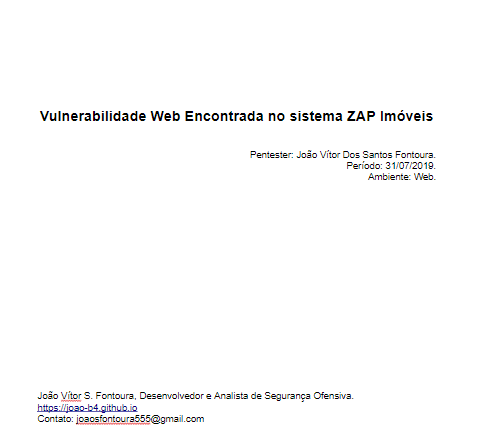 Vulnerabilidade Web Encontrada no sistema ZAP Imóveis
Pentester: João Vítor Dos Santos Fontoura.
Período: 31/07/2019.
Ambiente: Web.
João Vítor S. Fontoura, Desenvolvedor e Analista de Segurança Ofensiva.
https://joao-b4.github.io
Contato: joaosfontoura555@gmail.com